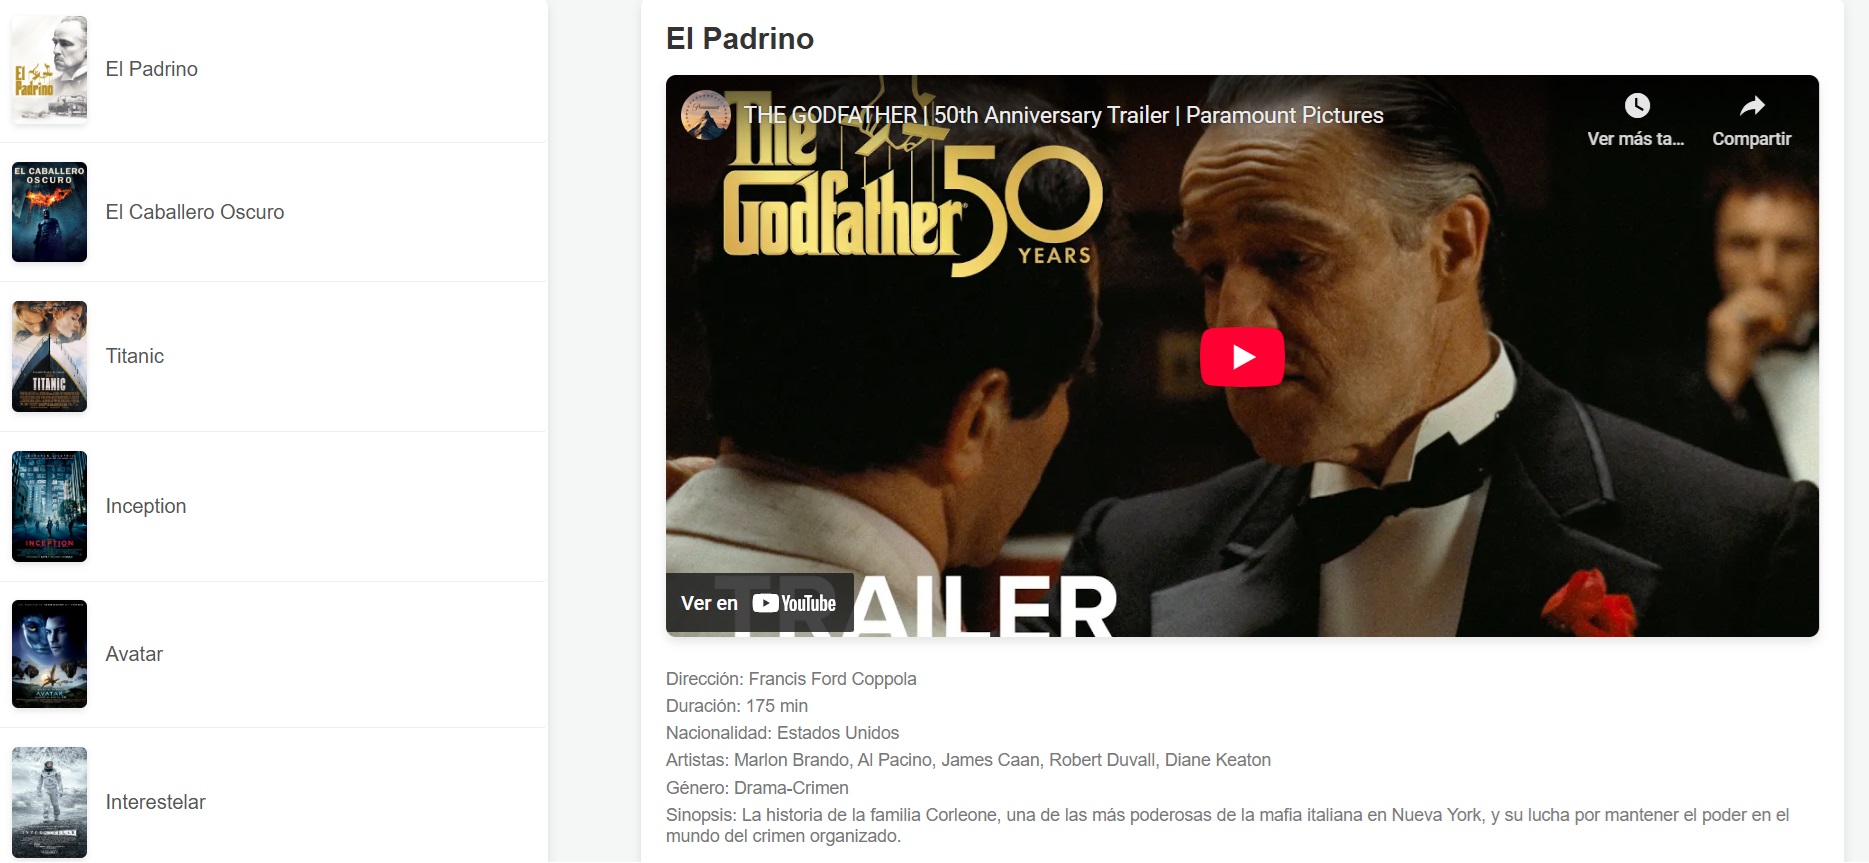 El
Padrino
El Padrino
EL CABALLERO
OSCURO
El Caballero Oscuro
TITANIC
Titanic
INCEPTION
Inception
AVATAR
Avatar
Interestelar
El Padrino
THE GODFATHER | 50th Anniversary Trailer | Paramount Pictures
Ver más ta...
Compartir
The
Godfather
50
YEARS
TRAILER
Ver en YouTube
Dirección: Francis Ford Coppola
Duración: 175 min
Nacionalidad: Estados Unidos
Artistas: Marlon Brando, Al Pacino, James Caan, Robert Duvall, Diane Keaton
Género: Drama-Crimen
Sinopsis: La historia de la familia Corleone, una de las más poderosas de la mafia italiana en Nueva York, y su lucha por mantener el poder en el
mundo del crimen organizado.